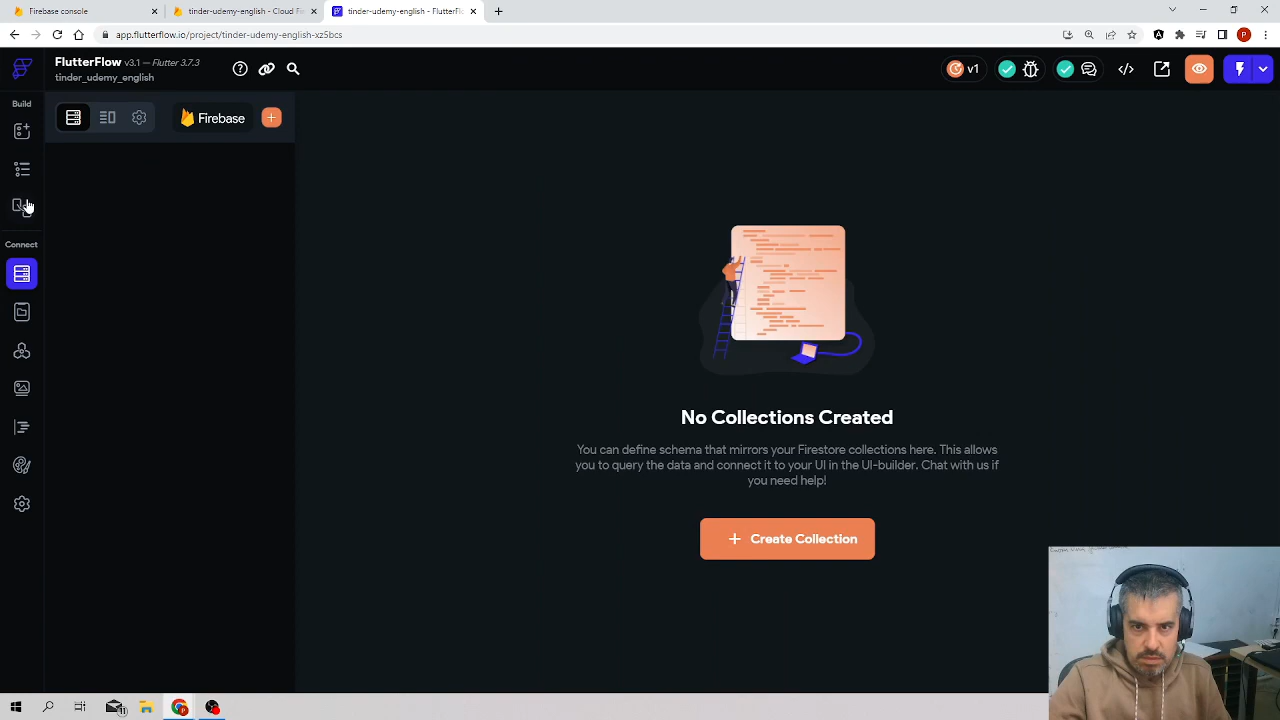 Firebase console
tinder-udemy-english - Cloud Fire
tinder-udemy-english - FlutterFlo
app.flutterflow.io/project/tinder-udemy-english-xz5bcs
P
FlutterFlow v3.1 — Flutter 3.7.3
tinder_udemy_english
v1
Build
Firebase
Connect
No Collections Created
You can define schema that mirrors your Firestore collections here. This allows
you to query the data and connect it to your UI in the UI-builder. Chat with us if
you need help!
+ Create Collection